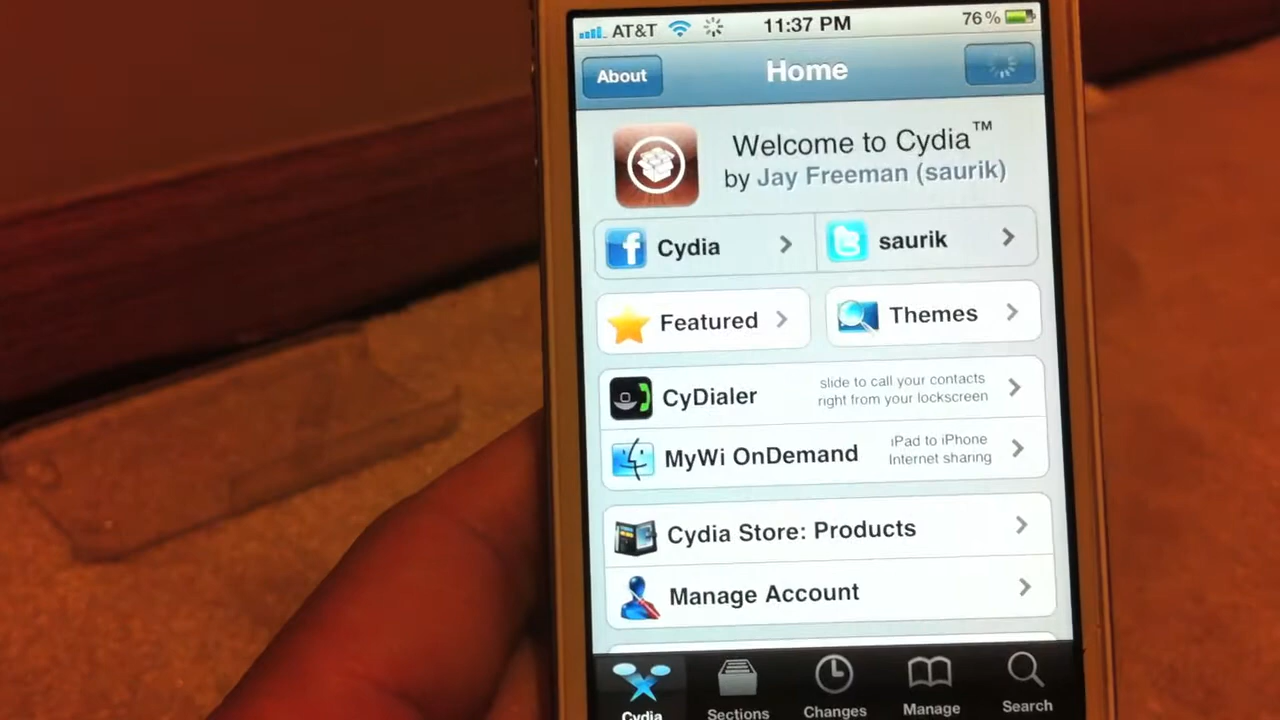 AT&T 11:37 PM 76%
About Home
Welcome to Cydia™
by Jay Freeman (saurik)
Cydia saurik
Featured Themes
CyDialer slide to call your contacts
right from your lockscreen
MyWi OnDemand iPad to iPhone
Internet sharing
Cydia Store: Products
Manage Account
Cydia Sections Changes Manage Search